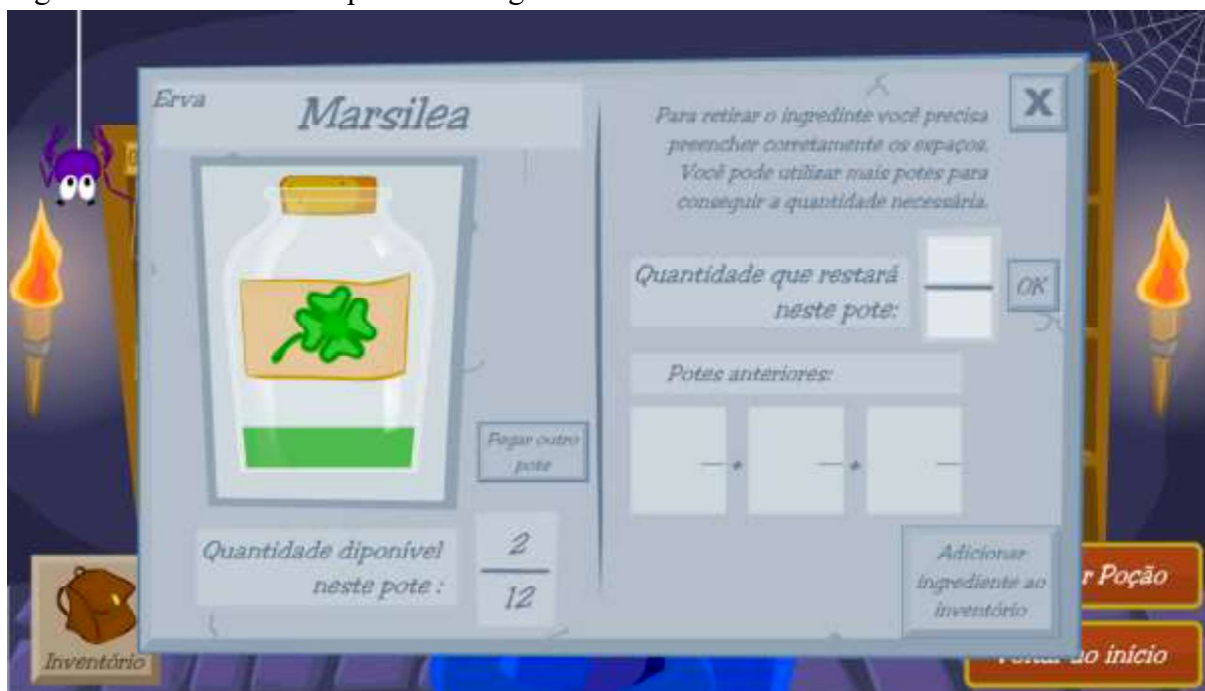 Erva
Marsilea
Para retirar o ingredinte você precisa
preencher corretamente os espaços.
Você pode utilizar mais potes para
conseguir a quantidade necessária.
X
Quantidade que restará
neste pote:
OK
Potes anteriores:
+ +
Pegar outro
pote
Quantidade diponível
neste pote :
2
12
Adicionar
ingrediente ao
inventório
r Poção
ao início
Inventório